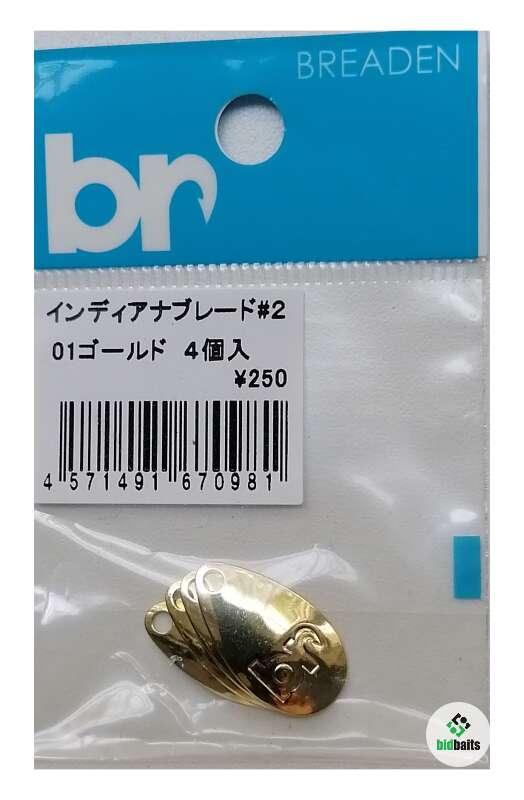 BREADEN
br
インディアナブレード#2
01ゴールド 4個入
¥250
4 571491 670981
br
bidbaits